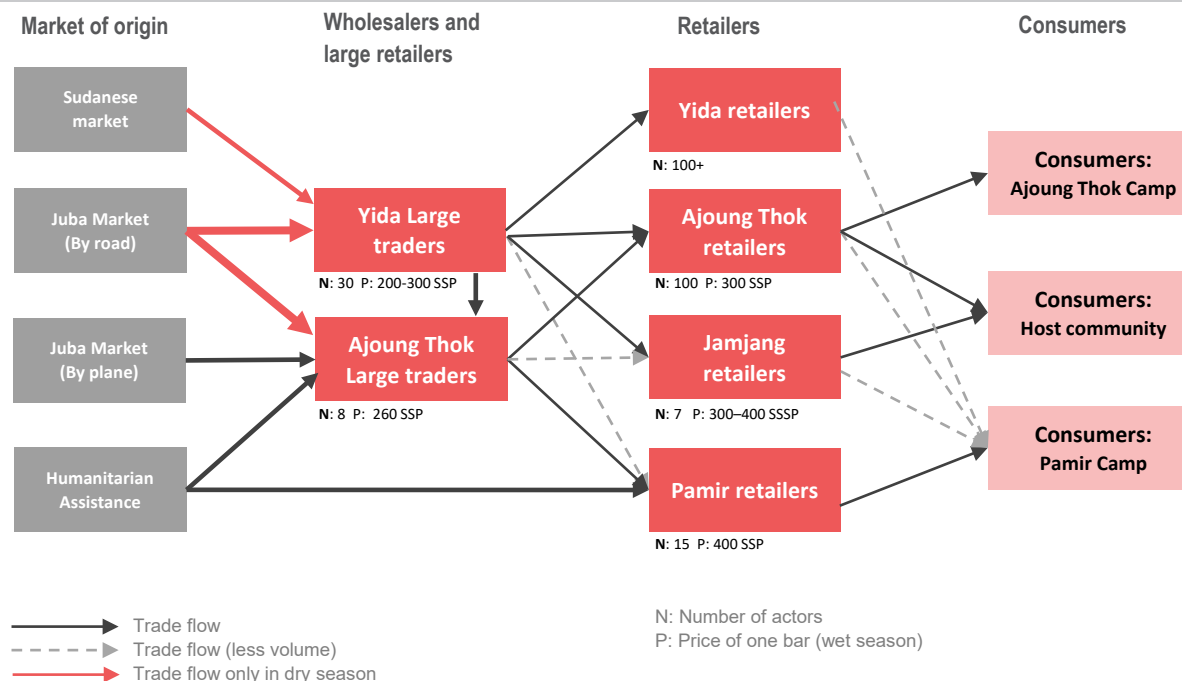 Market of origin
Wholesalers and
large retailers
Retailers
Consumers
Sudanese
market
Juba Market
(By road)
Juba Market
(By plane)
Humanitarian
Assistance
Yida Large
traders
N: 30 P: 200-300 SSP
Ajoung Thok
Large traders
N: 8 P: 260 SSP
Yida retailers
N: 100+
Ajoung Thok
retailers
N: 100 P: 300 SSP
Jamjang
retailers
N: 7 P: 300–400 SSSP
Pamir retailers
N: 15 P: 400 SSP
Consumers:
Ajoung Thok Camp
Consumers:
Host community
Consumers:
Pamir Camp
Trade flow
Trade flow (less volume)
Trade flow only in dry season
N: Number of actors
P: Price of one bar (wet season)